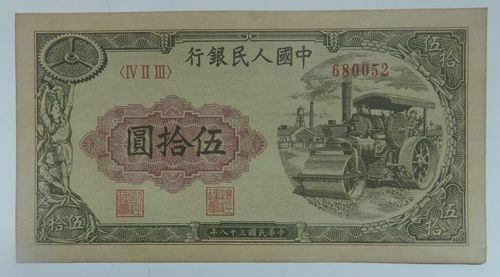 中國人民銀行
〈Ⅳ Ⅱ Ⅲ〉
680052
伍拾
伍拾圓
伍拾
伍拾
中華民國三十八年